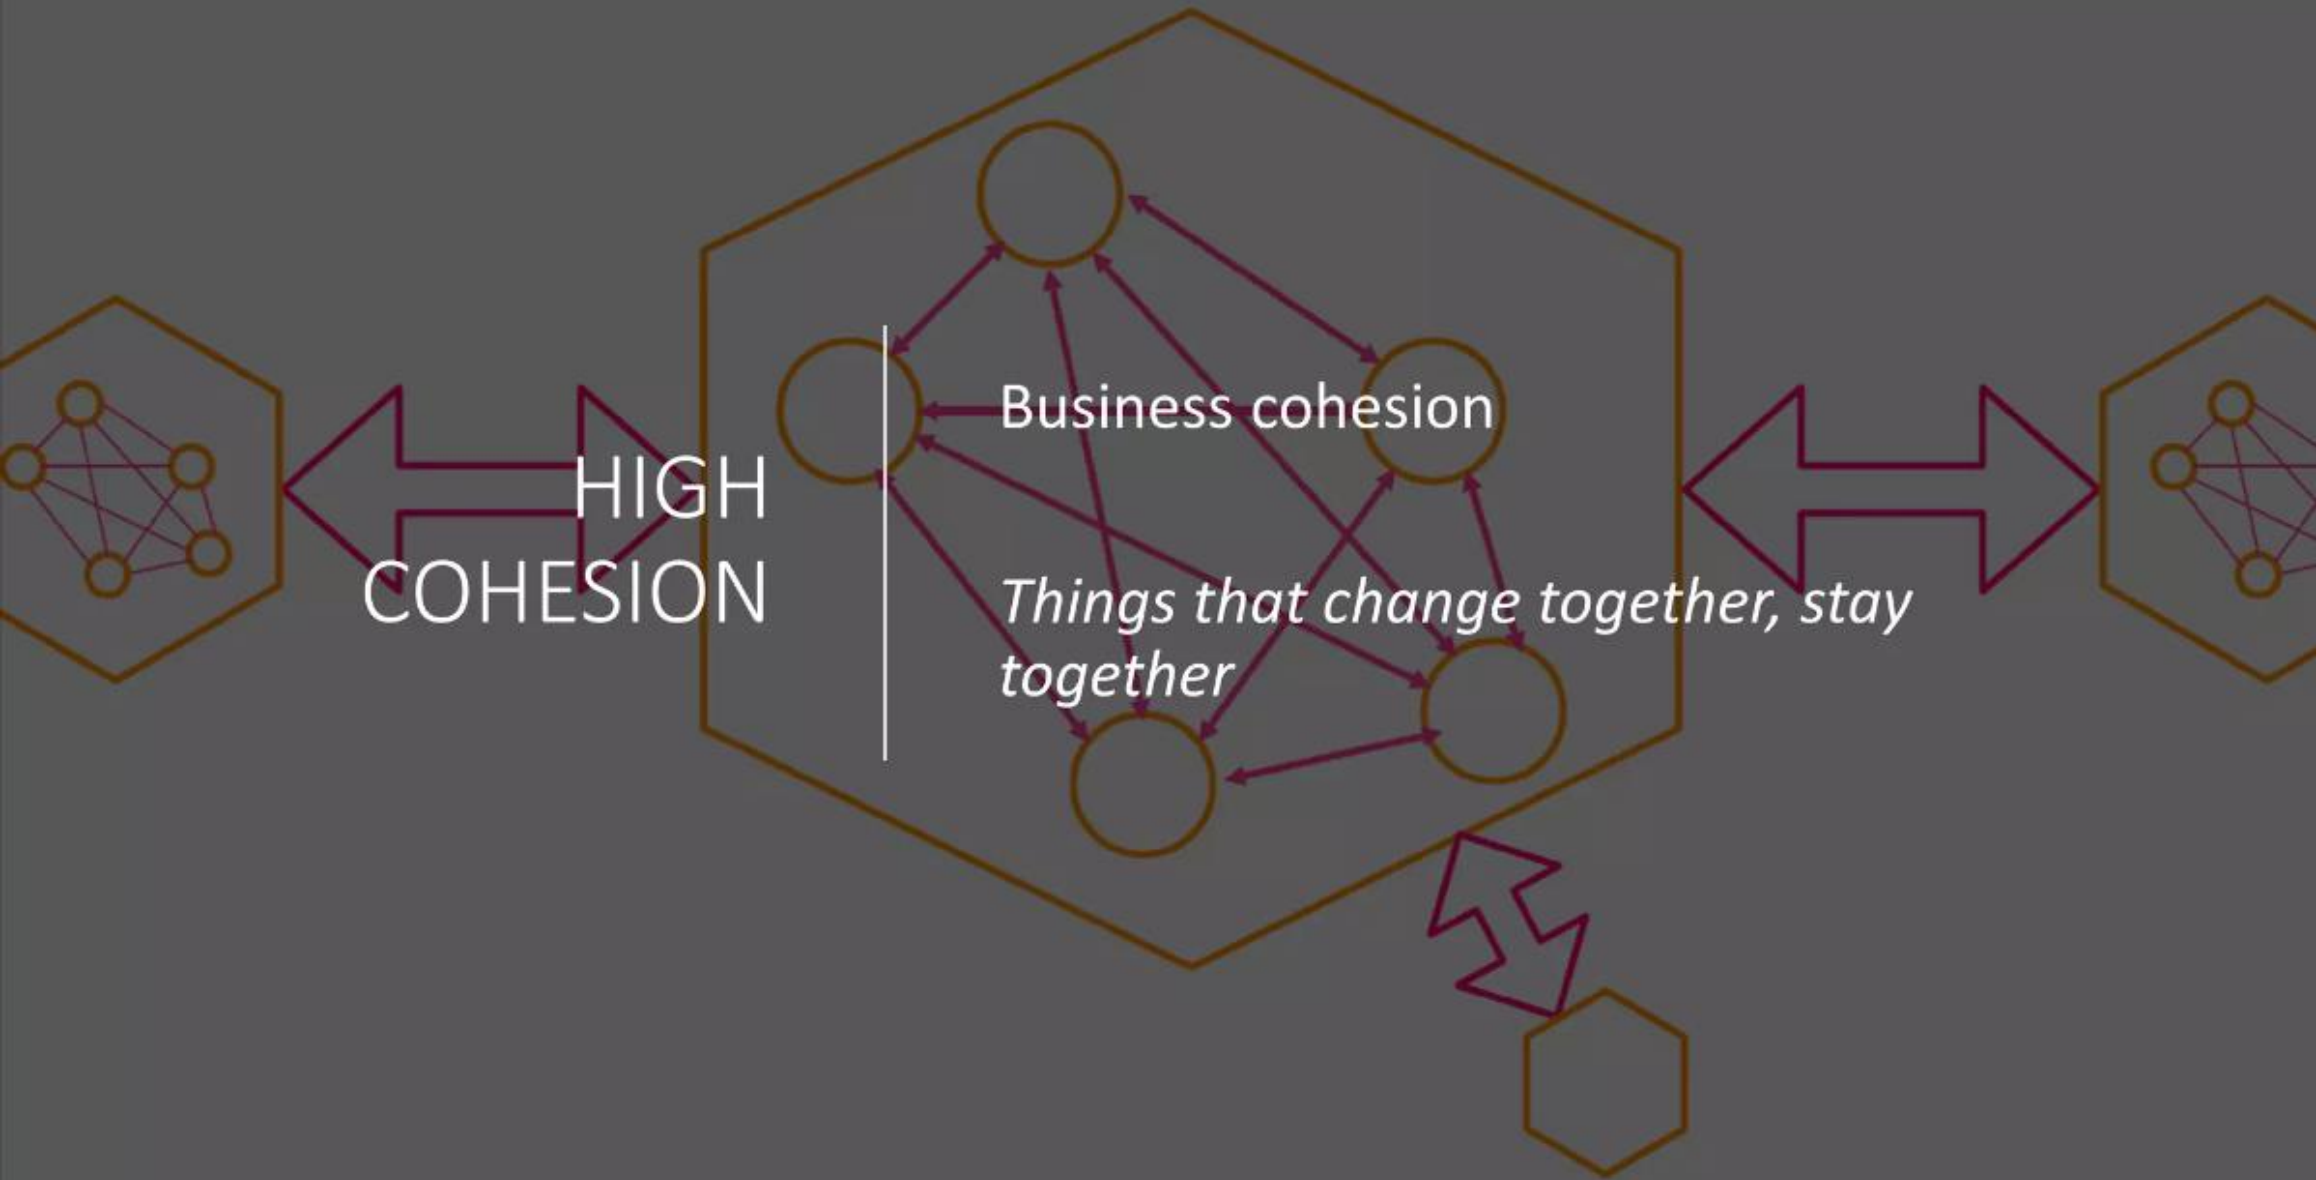 HIGH
COHESION
Business cohesion
Things that change together, stay
together